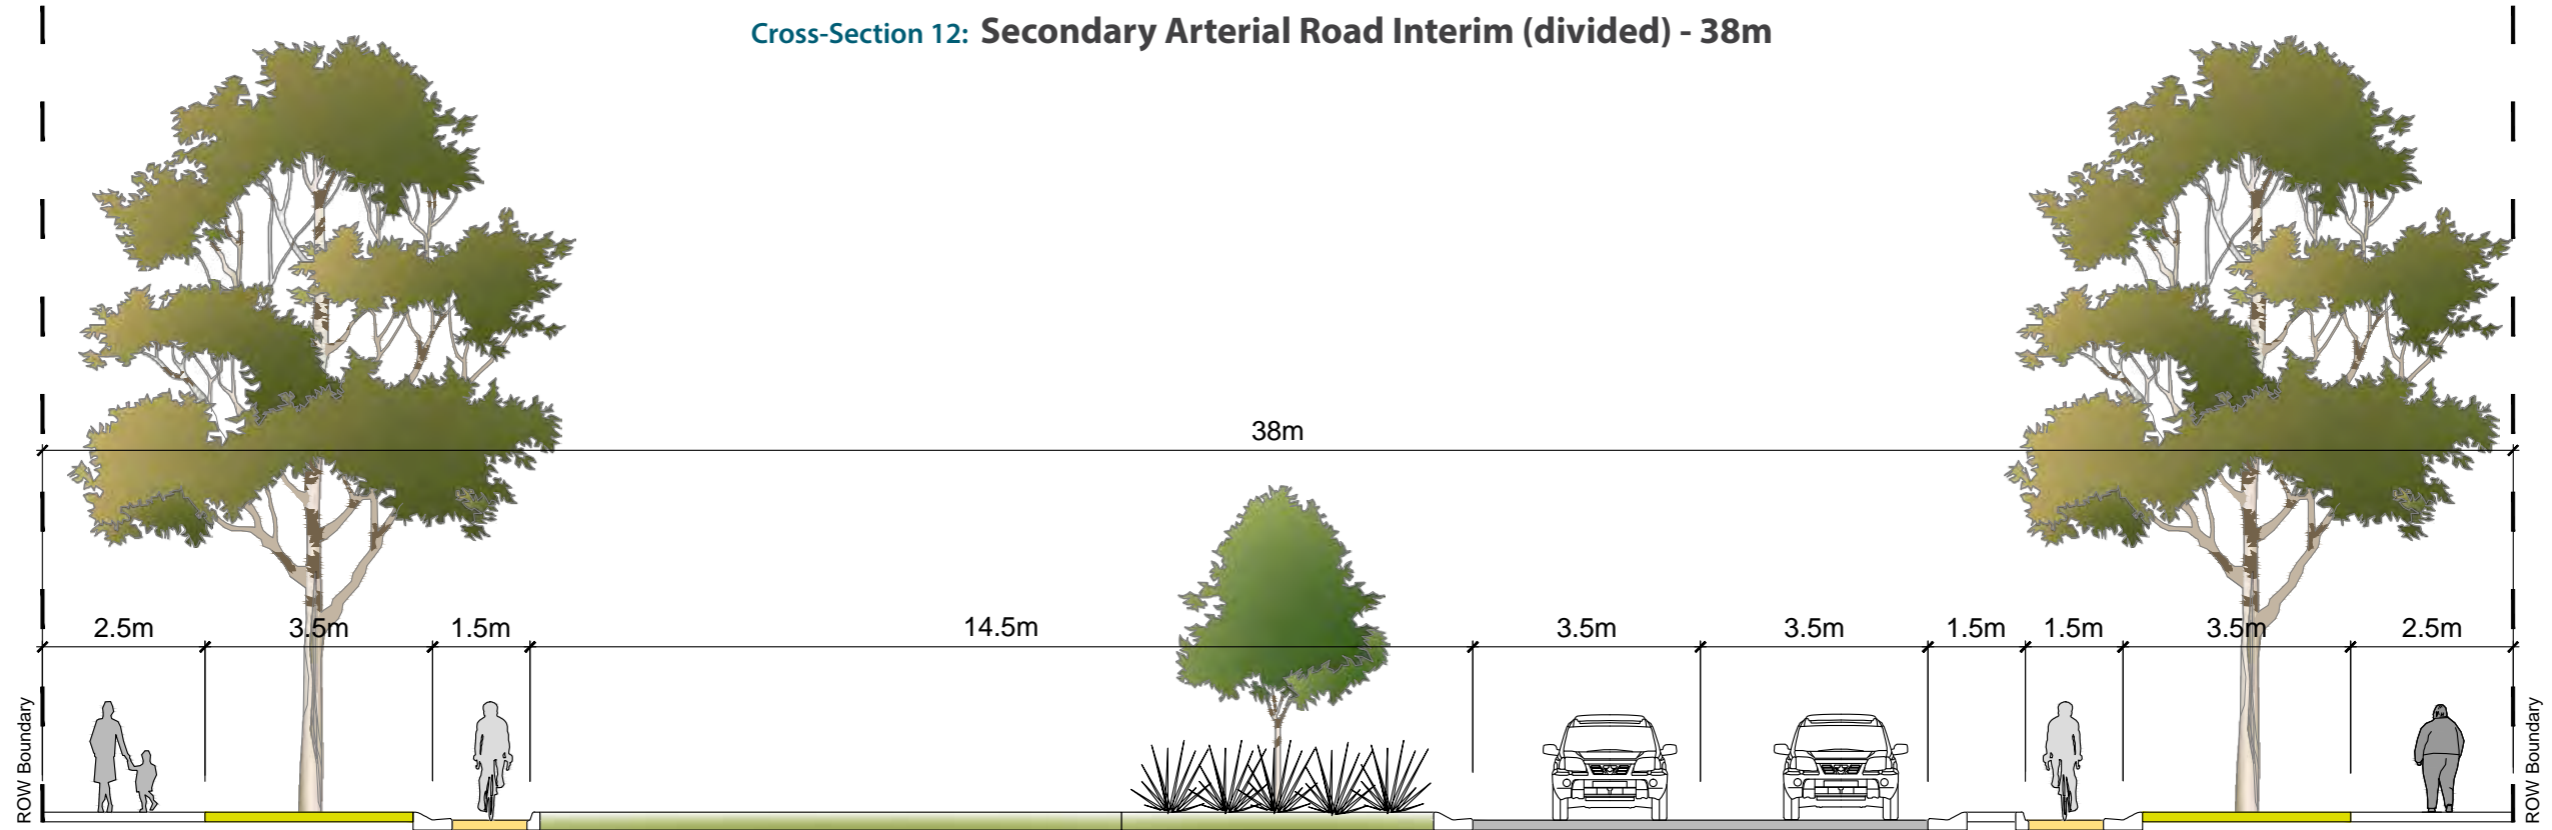 Cross-Section 12: Secondary Arterial Road Interim (divided) - 38m
38m
2.5m 3.5m 1.5m 14.5m 3.5m 3.5m 1.5m 1.5m 3.5m 2.5m
ROW Boundary
ROW Boundary